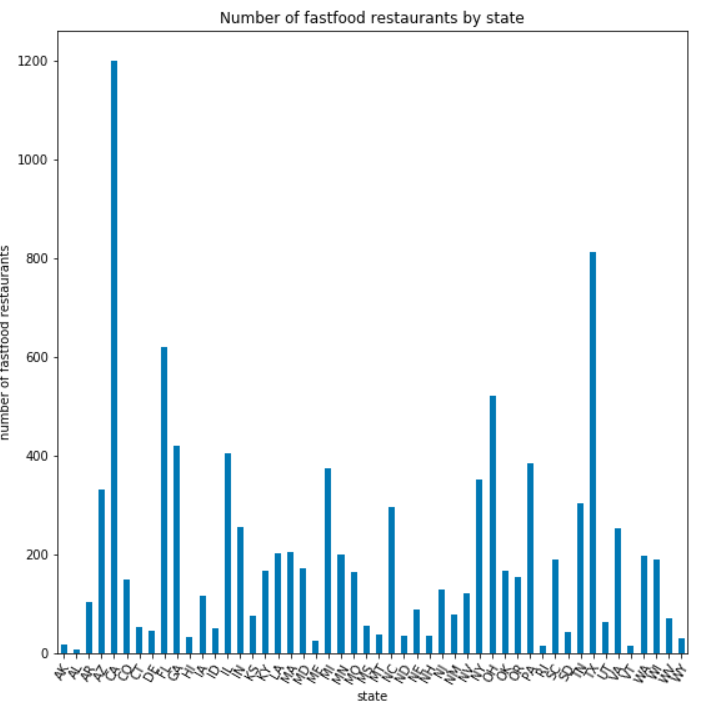 Number of fastfood restaurants by state
number of fastfood restaurants
1200
1000
800
600
400
200
0
AK AL AR AZ CA CO CT DE FL GA HI IA ID IL IN KS KY LA MA MD ME MI MN MO MS MT NC ND NE NH NJ NM NV NY OH OK OR PA RI SC SD TN TX UT VA VT WA WI WV WY
state